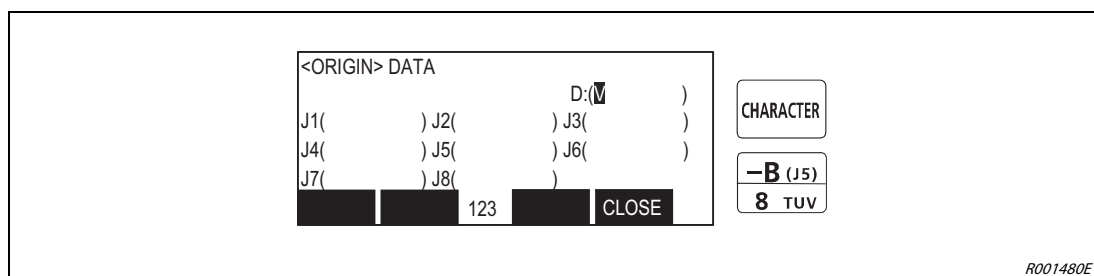 <ORIGIN> DATA
D:(V )
J1( ) J2( ) J3( )
J4( ) J5( ) J6( )
J7( ) J8( )
123 CLOSE
CHARACTER
−B (J5)
8 TUV
R001480E